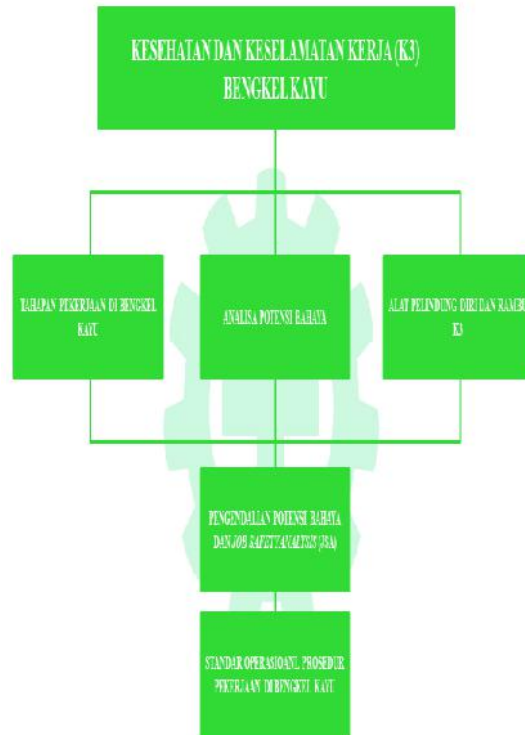 KESEHATAN DAN KESELAMATAN KERJA (K3)
BENGKEL KAYU
TAHAPAN PEKERJAAN DI BENGKEL
KAYU
ANALISA POTENSI BAHAYA
ALAT PELINDUNG DIRI DAN RAMBU
K3
PENGENDALIAN POTENSI BAHAYA
DAN JOB SAFETY ANALYSIS (JSA)
STANDAR OPERASIOANL PROSEDUR
PEKERJAAN DI BENGKEL KAYU